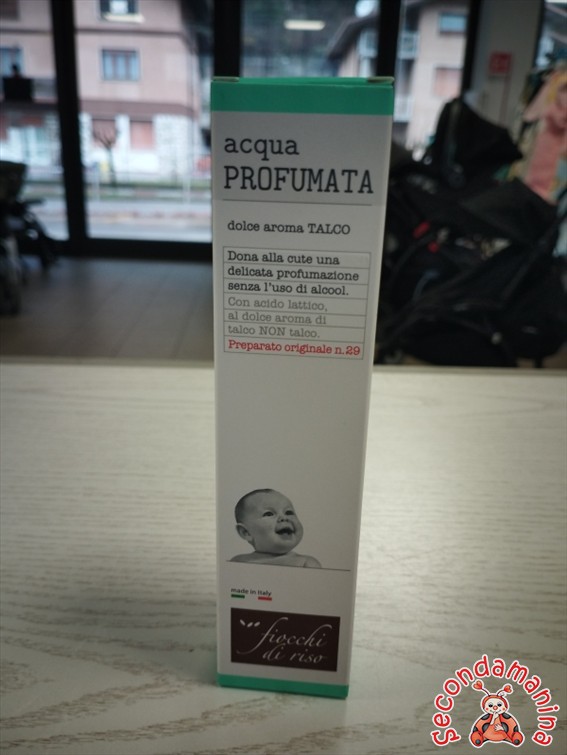 acqua
PROFUMATA
dolce aroma TALCO
Dona alla cute una
delicata profumazione
senza l'uso di alcool.
Con acido lattico,
al dolce aroma di
talco NON talco.
Preparato originale n.29
made in Italy
fiocchi
di riso
secondamanina